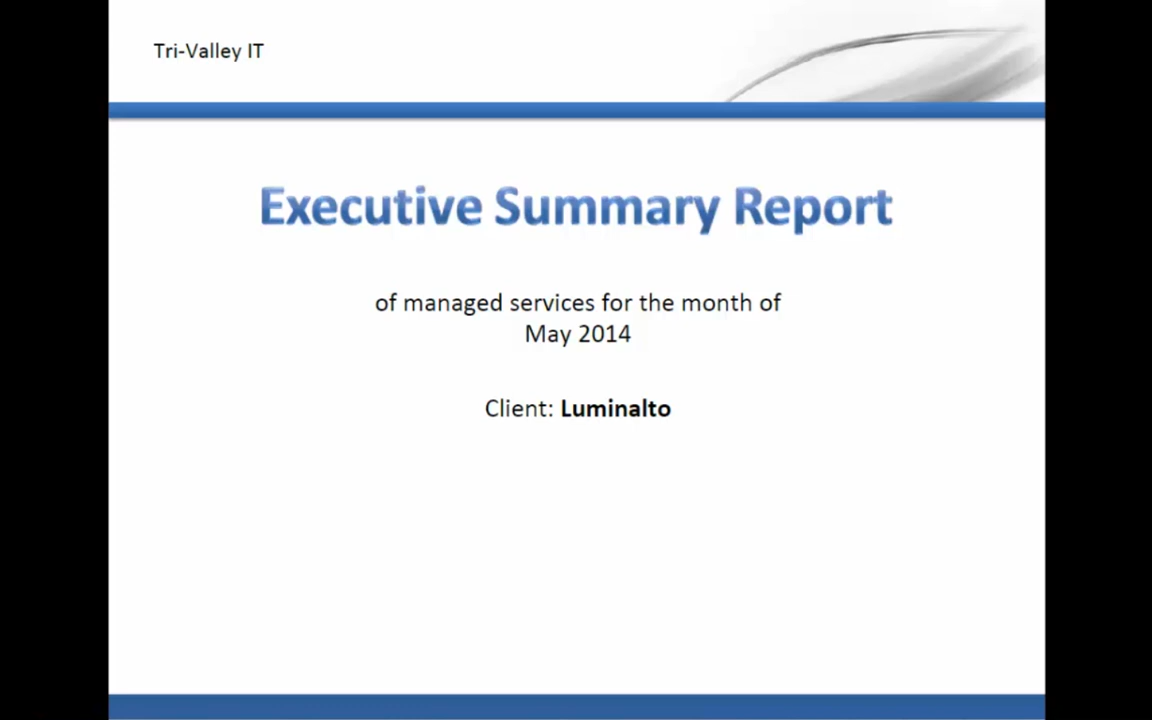 Tri-Valley IT
Executive Summary Report
of managed services for the month of
May 2014
Client: Luminalto